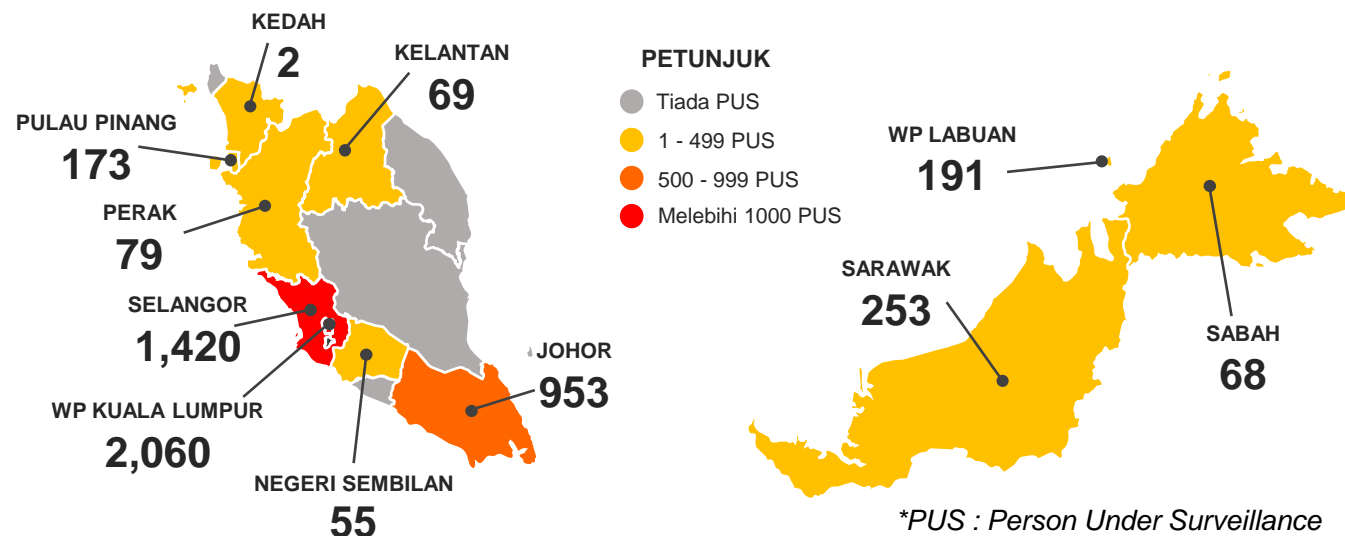 KEDAH
2
KELANTAN
69
PULAU PINANG
173
PERAK
79
SELANGOR
1,420
WP KUALA LUMPUR
2,060
NEGERI SEMBILAN
55
JOHOR
953
PETUNJUK
Tiada PUS
1 - 499 PUS
500 - 999 PUS
Melebihi 1000 PUS
WP LABUAN
191
SARAWAK
253
SABAH
68
*PUS : Person Under Surveillance